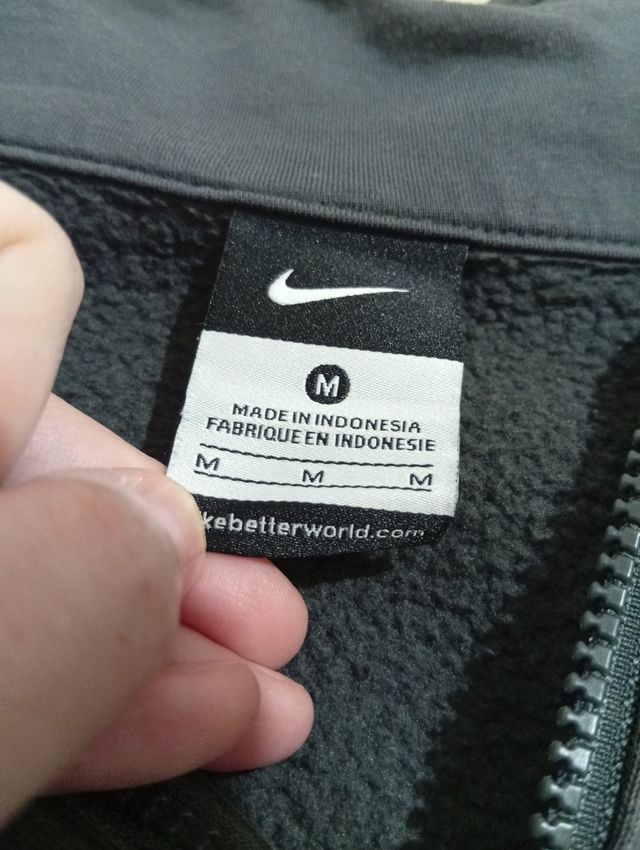 M
MADE IN INDONESIA
FABRIQUE EN INDONESIE
M M M
kebetterworld.com